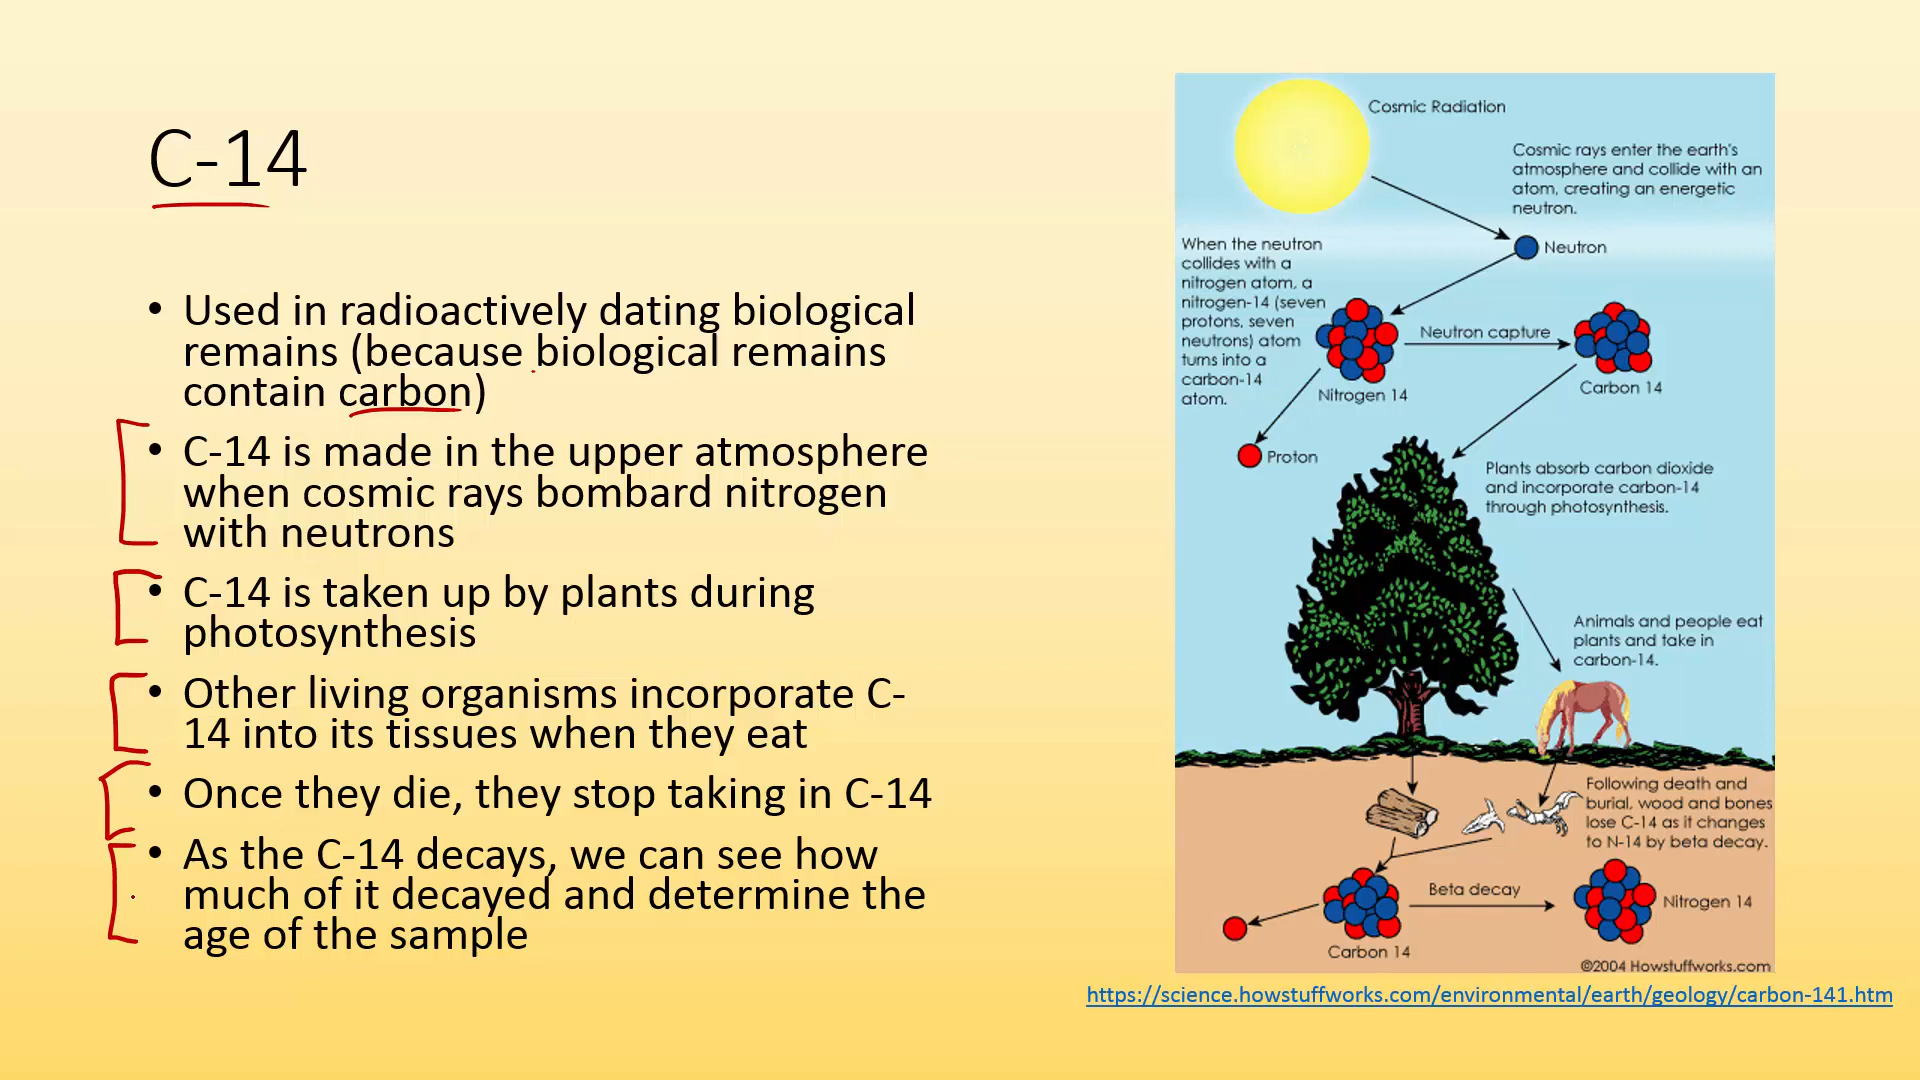 C-14
• Used in radioactively dating biological
remains (because biological remains
contain carbon)
• C-14 is made in the upper atmosphere
when cosmic rays bombard nitrogen
with neutrons
• C-14 is taken up by plants during
photosynthesis
• Other living organisms incorporate C-
14 into its tissues when they eat
• Once they die, they stop taking in C-14
• As the C-14 decays, we can see how
much of it decayed and determine the
age of the sample
Cosmic Radiation
Cosmic rays enter the earth's
atmosphere and collide with an
atom, creating an energetic
neutron.
Neutron
When the neutron
collides with a
nitrogen atom, a
nitrogen-14 (seven
protons, seven
neutrons) atom
turns into a
carbon-14
atom.
Neutron capture
Nitrogen 14
Carbon 14
Proton
Plants absorb carbon dioxide
and incorporate carbon-14
through photosynthesis.
Animals and people eat
plants and take in
carbon-14.
Following death and
burial, wood and bones
lose C-14 as it changes
to N-14 by beta decay.
Beta decay
Nitrogen 14
Carbon 14
©2004 Howstuffworks.com
https://science.howstuffworks.com/environmental/earth/geology/carbon-141.htm